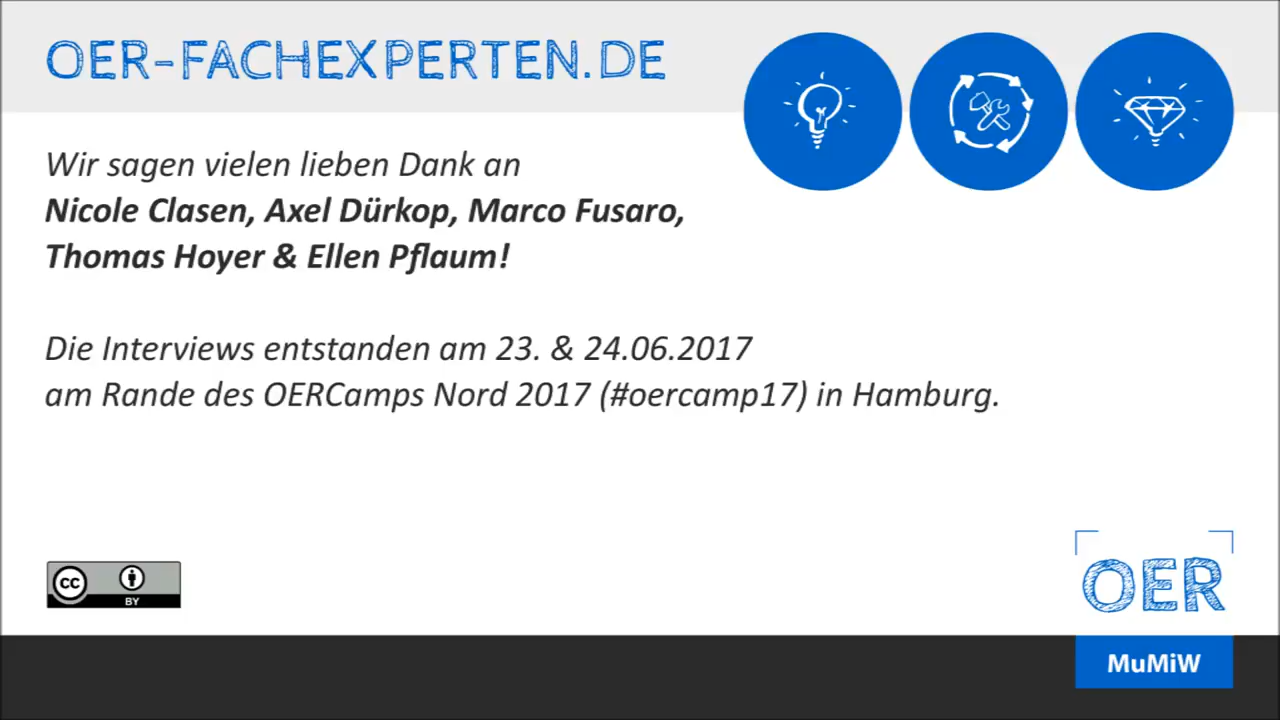 OER-FACHEXPERTEN.DE
Wir sagen vielen lieben Dank an
Nicole Clasen, Axel Dürkop, Marco Fusaro,
Thomas Hoyer & Ellen Pflaum!
Die Interviews entstanden am 23. & 24.06.2017
am Rande des OERCamps Nord 2017 (#oercamp17) in Hamburg.
cc
BY
OER
MuMiW